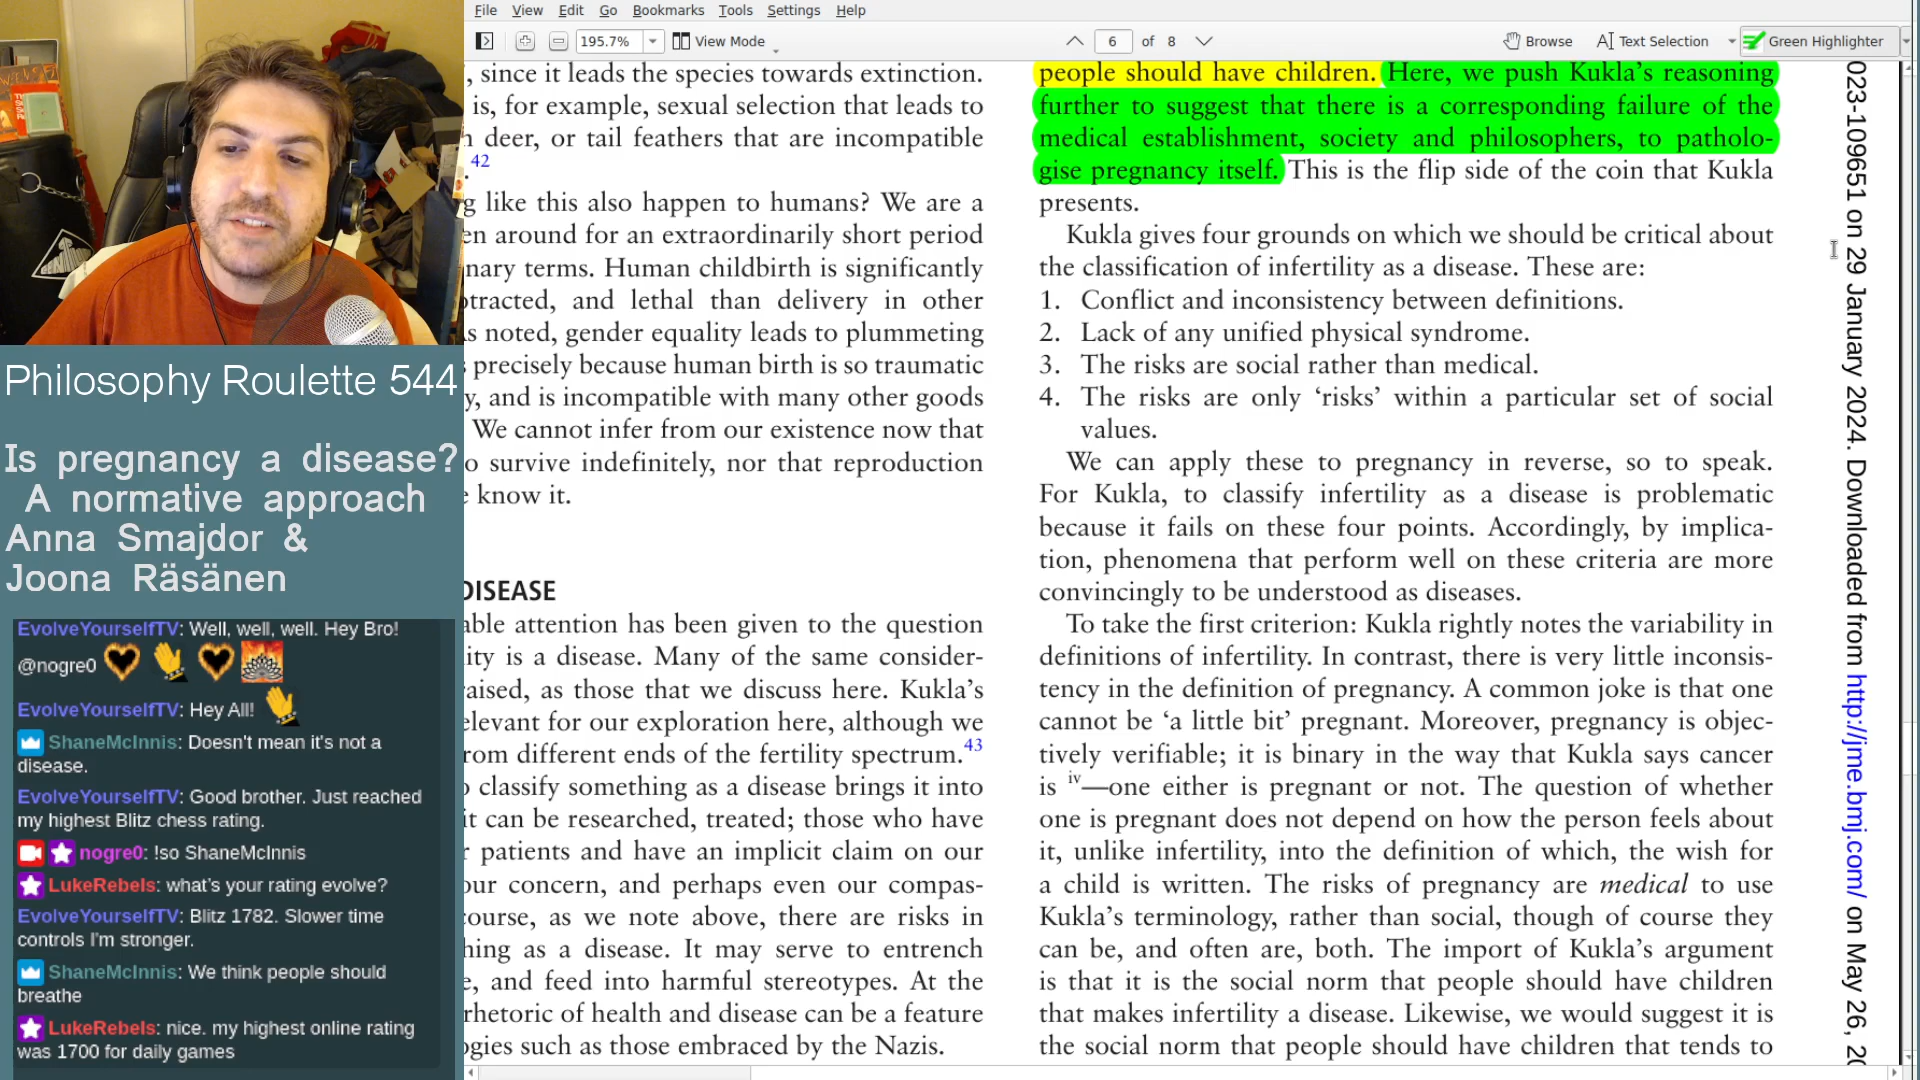 File View Edit Go Bookmarks Tools Settings Help
195.7% View Mode 6 of 8 Browse Text Selection Green Highlighter
, since it leads the species towards extinction.
is, for example, sexual selection that leads to
deer, or tail feathers that are incompatible
. 42
g like this also happen to humans? We are a
en around for an extraordinarily short period
nary terms. Human childbirth is significantly
otracted, and lethal than delivery in other
s noted, gender equality leads to plummeting
precisely because human birth is so traumatic
y, and is incompatible with many other goods
We cannot infer from our existence now that
o survive indefinitely, nor that reproduction
e know it.
DISEASE
able attention has been given to the question
ity is a disease. Many of the same consider-
raised, as those that we discuss here. Kukla's
elevant for our exploration here, although we
rom different ends of the fertility spectrum.43
o classify something as a disease brings it into
it can be researched, treated; those who have
r patients and have an implicit claim on our
our concern, and perhaps even our compas-
course, as we note above, there are risks in
hing as a disease. It may serve to entrench
e, and feed into harmful stereotypes. At the
rhetoric of health and disease can be a feature
ogies such as those embraced by the Nazis.
people should have children. Here, we push Kukla's reasoning
further to suggest that there is a corresponding failure of the
medical establishment, society and philosophers, to patholo-
gise pregnancy itself. This is the flip side of the coin that Kukla
presents.
Kukla gives four grounds on which we should be critical about
the classification of infertility as a disease. These are:
1. Conflict and inconsistency between definitions.
2. Lack of any unified physical syndrome.
3. The risks are social rather than medical.
4. The risks are only ‘risks’ within a particular set of social
values.
We can apply these to pregnancy in reverse, so to speak.
For Kukla, to classify infertility as a disease is problematic
because it fails on these four points. Accordingly, by implica-
tion, phenomena that perform well on these criteria are more
convincingly to be understood as diseases.
To take the first criterion: Kukla rightly notes the variability in
definitions of infertility. In contrast, there is very little inconsis-
tency in the definition of pregnancy. A common joke is that one
cannot be ‘a little bit’ pregnant. Moreover, pregnancy is objec-
tively verifiable; it is binary in the way that Kukla says cancer
is iv—one either is pregnant or not. The question of whether
one is pregnant does not depend on how the person feels about
it, unlike infertility, into the definition of which, the wish for
a child is written. The risks of pregnancy are medical to use
Kukla's terminology, rather than social, though of course they
can be, and often are, both. The import of Kukla's argument
is that it is the social norm that people should have children
that makes infertility a disease. Likewise, we would suggest it is
the social norm that people should have children that tends to
023-109651 on 29 January 2024. Downloaded from http://jme.bmj.com/ on May 26, 20
Philosophy Roulette 544
Is pregnancy a disease?
A normative approach
Anna Smajdor &
Joona Räsänen
EvolveYourselfTV: Well, well, well. Hey Bro!
@nogre0
EvolveYourselfTV: Hey All!
ShaneMcInnis: Doesn't mean it's not a
disease.
EvolveYourselfTV: Good brother. Just reached
my highest Blitz chess rating.
nogre0: !so ShaneMcInnis
LukeRebels: what's your rating evolve?
EvolveYourselfTV: Blitz 1782. Slower time
controls I'm stronger.
ShaneMcInnis: We think people should
breathe
LukeRebels: nice. my highest online rating
was 1700 for daily games